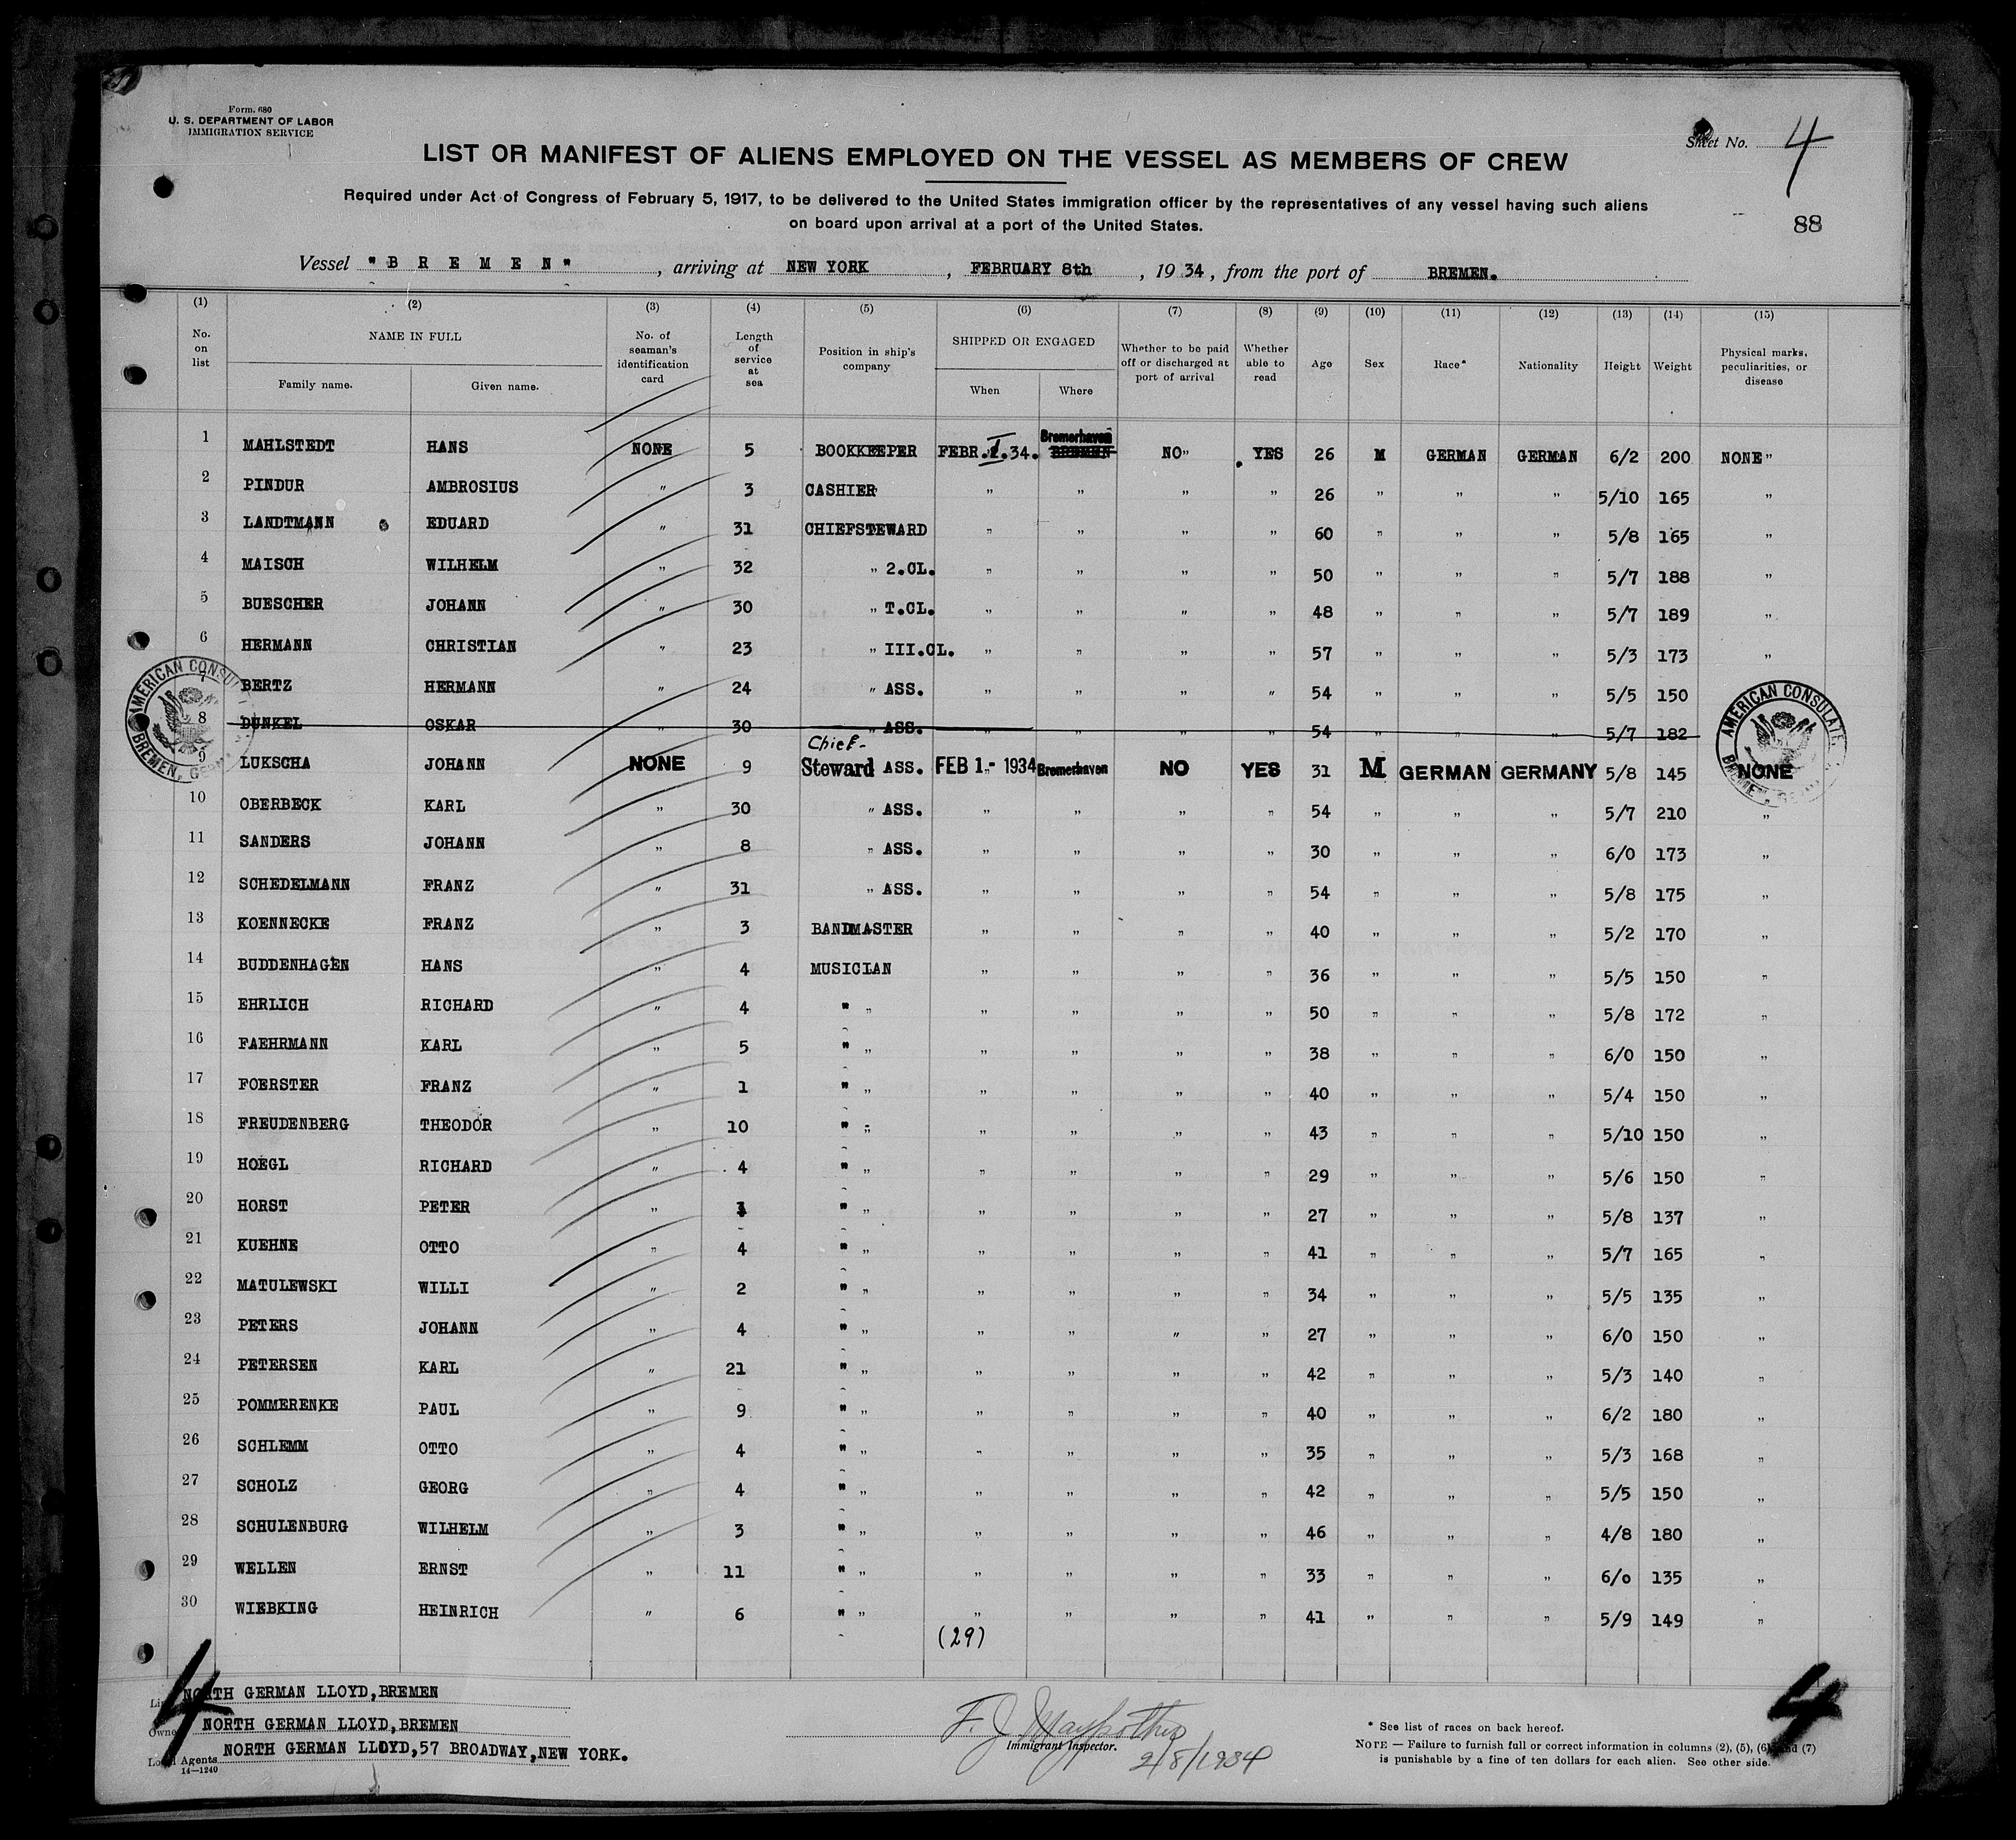 Form. 680
U. S. DEPARTMENT OF LABOR
IMMIGRATION SERVICE
Sheet No. 4
LIST OR MANIFEST OF ALIENS EMPLOYED ON THE VESSEL AS MEMBERS OF CREW
Required under Act of Congress of February 5, 1917, to be delivered to the United States immigration officer by the representatives of any vessel having such aliens
on board upon arrival at a port of the United States.
88
Vessel "B R E M E N" , arriving at NEW YORK , FEBRUARY 8th , 19 34 , from the port of BREMEN.
(1) (2) (3) (4) (5) (6) (7) (8) (9) (10) (11) (12) (13) (14) (15)
No. on list NAME IN FULL Family name. Given name. No. of seaman's identification card Length of service at sea Position in ship's company SHIPPED OR ENGAGED When Where Whether to be paid off or discharged at port of arrival Whether able to read Age Sex Race* Nationality Height Weight Physical marks, peculiarities, or disease
1 MAHLSTEDT HANS NONE 5 BOOKKEEPER FEBR.I.34. Bremerhaven NO" YES 26 M GERMAN GERMAN 6/2 200 NONE"
2 PINDUR AMBROSIUS " 3 CASHIER " " " " 26 " " " 5/10 165 "
3 LANDTMANN EDUARD " 31 CHIEFSTEWARD " " " " 60 " " " 5/8 165 "
4 MAISCH WILHELM " 32 " 2.CL. " " " " 50 " " " 5/7 188 "
5 BUESCHER JOHANN " 30 " T.CL. " " " " 48 " " " 5/7 189 "
6 HERMANN CHRISTIAN " 23 " III.CL. " " " " 57 " " " 5/3 173 "
7 BERTZ HERMANN " 24 " ASS. " " " " 54 " " " 5/5 150
8 DUNKEL OSKAR " 30 " ASS. " " " " 54 " " " 5/7 182
9 LUKSCHA JOHANN NONE 9 Chief-Steward ASS. FEB 1 - 1934 Bremerhaven NO YES 31 M GERMAN GERMANY 5/8 145 NONE
10 OBERBECK KARL " 30 " ASS. " " " " 54 " " " 5/7 210 "
11 SANDERS JOHANN " 8 " ASS. " " " " 30 " " " 6/0 173 "
12 SCHEDELMANN FRANZ " 31 " ASS. " " " " 54 " " " 5/8 175 "
13 KOENNECKE FRANZ " 3 BANDMASTER " " " " 40 " " " 5/2 170 "
14 BUDDENHAGEN HANS " 4 MUSICIAN " " " " 36 " " " 5/5 150 "
15 EHRLICH RICHARD " 4 " " " " " " 50 " " " 5/8 172 "
16 FAEHRMANN KARL " 5 " " " " " " 38 " " " 6/0 150 "
17 FOERSTER FRANZ " 1 " " " " " " 40 " " " 5/4 150 "
18 FREUDENBERG THEODOR " 10 " " " " " " 43 " " " 5/10 150 "
19 HOEGL RICHARD " 4 " " " " " " 29 " " " 5/6 150 "
20 HORST PETER " " " " " " " 27 " " " 5/8 137 "
21 KUEHNE OTTO " 4 " " " " " " 41 " " " 5/7 165 "
22 MATULEWSKI WILLI " 2 " " " " " " 34 " " " 5/5 135 "
23 PETERS JOHANN " 4 " " " " " " 27 " " " 6/0 150 "
24 PETERSEN KARL " 21 " " " " " " 42 " " " 5/3 140 "
25 POMMERENKE PAUL " 9 " " " " " " 40 " " " 6/2 180 "
26 SCHLEMM OTTO " 4 " " " " " " 35 " " " 5/3 168 "
27 SCHOLZ GEORG " 4 " " " " " " 42 " " " 5/5 150 "
28 SCHULENBURG WILHELM " 3 " " " " " " 46 " " " 4/8 180 "
29 WELLEN ERNST " 11 " " " " " " 33 " " " 6/o 135 "
30 WIEBKING HEINRICH " 6 " " " " " " 41 " " " 5/9 149 "
(29)
AMERICAN CONSULATE, BREMEN, GERMANY
AMERICAN CONSULATE, BREMEN, GERMANY
4
4
Line NORTH GERMAN LLOYD,BREMEN
Owner NORTH GERMAN LLOYD,BREMEN
Local Agents NORTH GERMAN LLOYD,57 BROADWAY,NEW YORK.
14—1240
F. J.
Immigrant Inspector.
2/8/1934
* See list of races on back hereof.
NOTE — Failure to furnish full or correct information in columns (2), (5), (6), and (7)
is punishable by a fine of ten dollars for each alien. See other side.